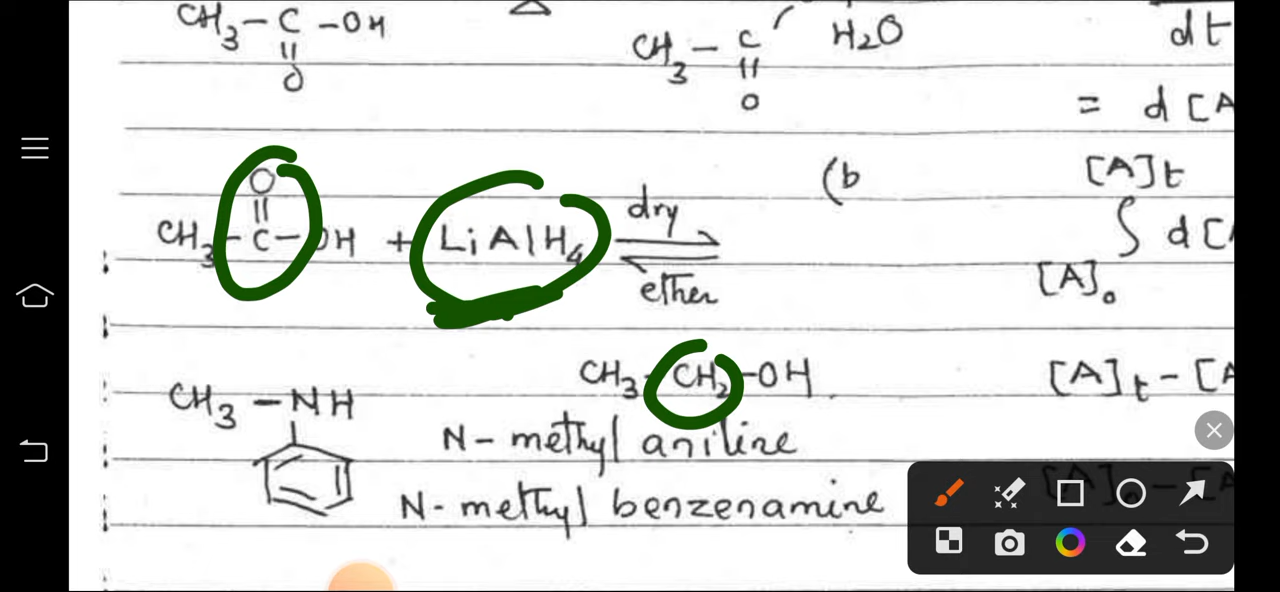 CH3 – C – OH
||
O
CH3 – C
||
O
H2O
dt
= d[A
O
||
CH3 – C – OH + LiAlH4 dry
ether
CH3 – CH2 – OH
(b
[A]t
∫ d[A
[A]0
[A]t – [A
CH3 – NH
N - methyl aniline
N - methyl benzenamine